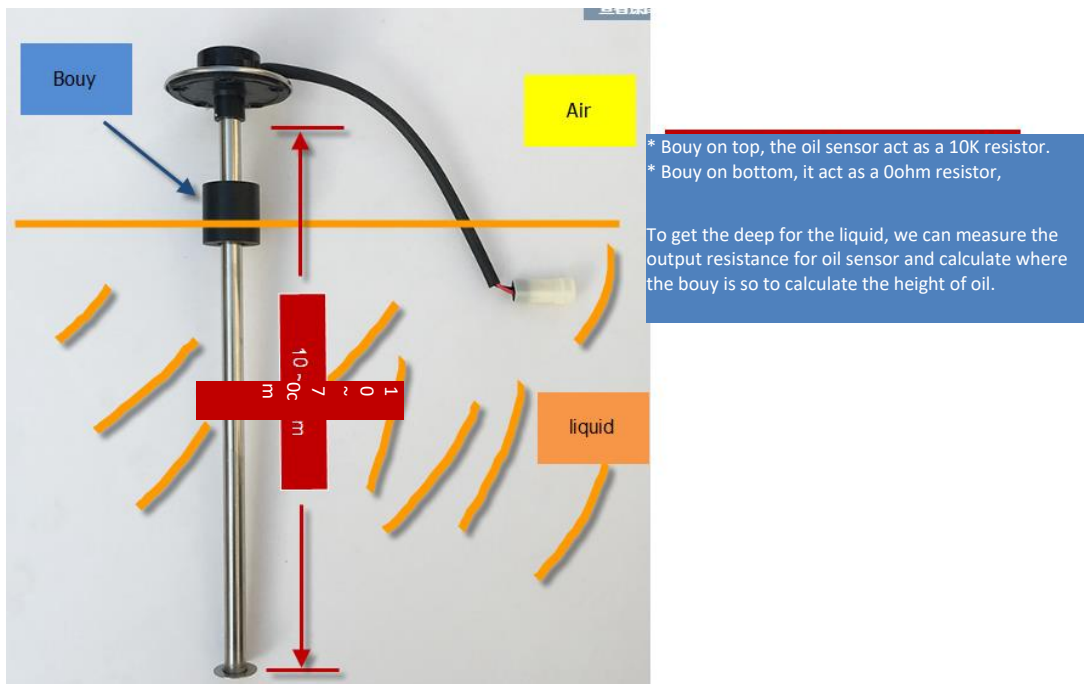 Bouy
Air
* Bouy on top, the oil sensor act as a 10K resistor.
* Bouy on bottom, it act as a 0ohm resistor,
To get the deep for the liquid, we can measure the
output resistance for oil sensor and calculate where
the bouy is so to calculate the height of oil.
10~70cm
liquid